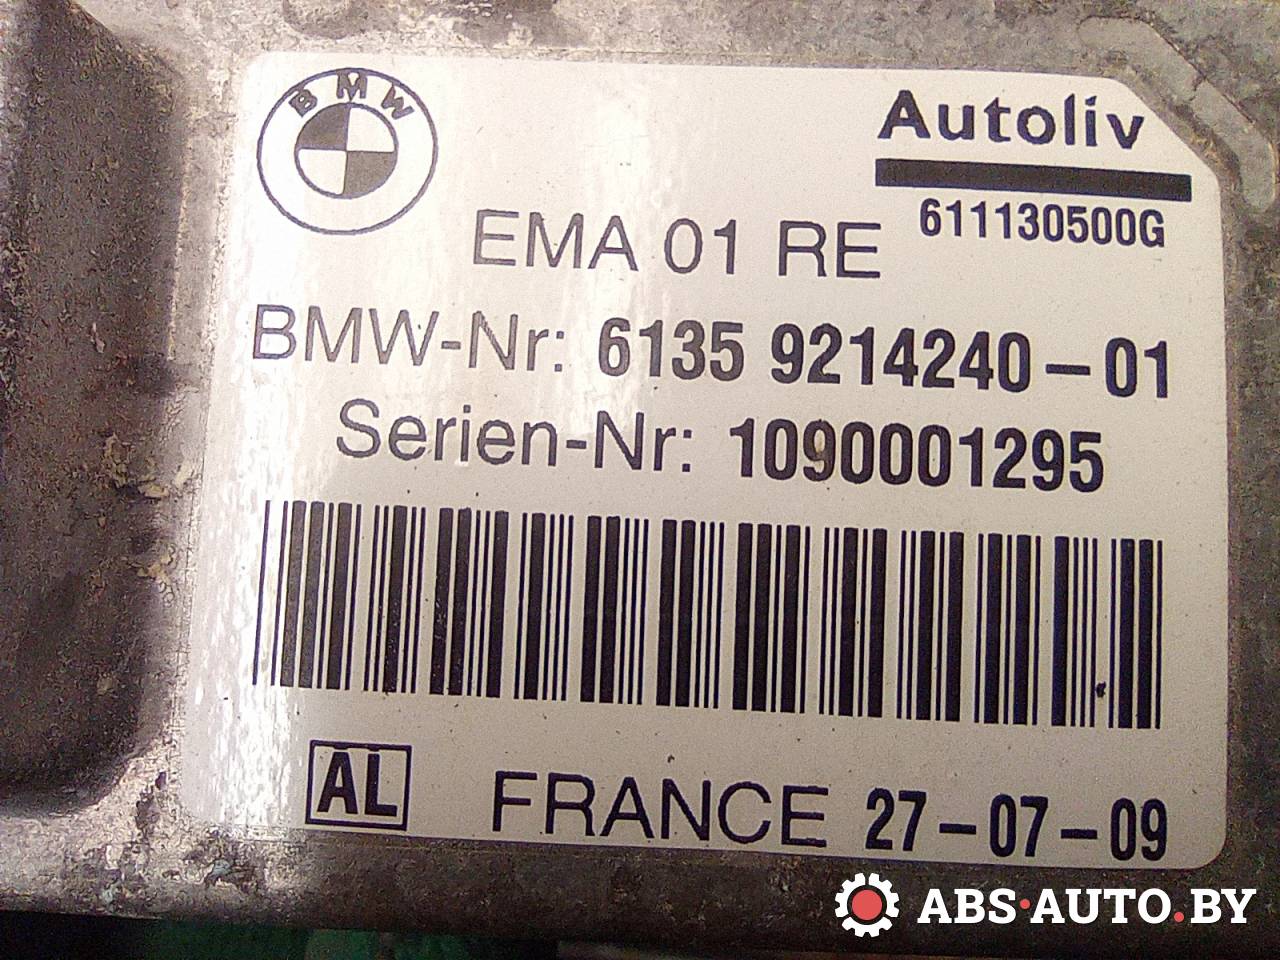 BMW
Autoliv
611130500G
EMA 01 RE
BMW-Nr: 6135 9214240-01
Serien-Nr: 1090001295
AL FRANCE 27-07-09
ABS·AUTO.BY